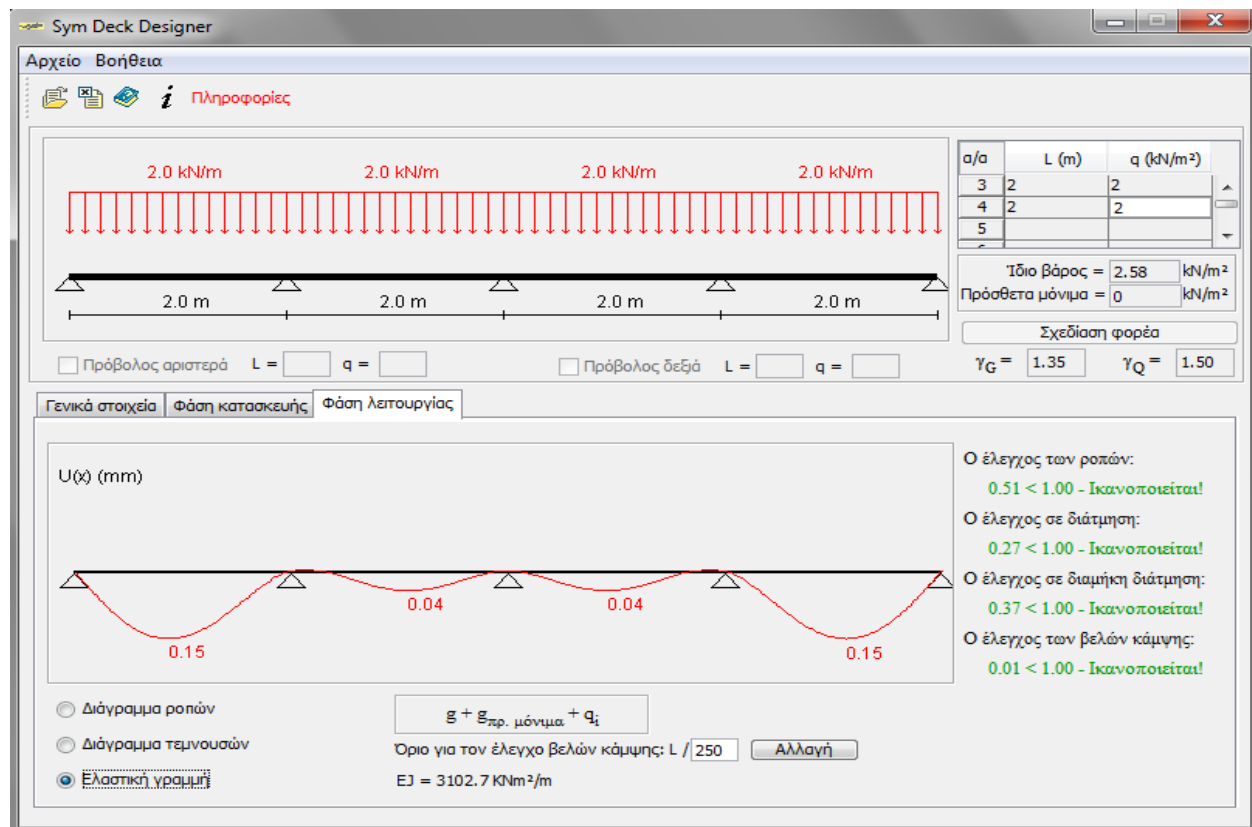 Sym Deck Designer
Αρχείο Βοήθεια
i Πληροφορίες
2.0 kN/m 2.0 kN/m 2.0 kN/m 2.0 kN/m
2.0 m 2.0 m 2.0 m 2.0 m
Πρόβολος αριστερά L = q = Πρόβολος δεξιά L = q =
α/α L (m) q (kN/m²)
3 2 2
4 2 2
5
Ίδιο βάρος = 2.58 kN/m²
Πρόσθετα μόνιμα = 0 kN/m²
Σχεδίαση φορέα
γG = 1.35 γQ = 1.50
Γενικά στοιχεία Φάση κατασκευής Φάση λειτουργίας
U(x) (mm)
0.15 0.04 0.04 0.15
Ο έλεγχος των ροπών:
0.51 < 1.00 - Ικανοποιείται!
Ο έλεγχος σε διάτμηση:
0.27 < 1.00 - Ικανοποιείται!
Ο έλεγχος σε διαμήκη διάτμηση:
0.37 < 1.00 - Ικανοποιείται!
Ο έλεγχος των βελών κάμψης:
0.01 < 1.00 - Ικανοποιείται!
Διάγραμμα ροπών
Διάγραμμα τεμνουσών
Ελαστική γραμμή
g + gπρ. μόνιμα + qi
Όριο για τον έλεγχο βελών κάμψης: L / 250 Αλλαγή
EJ = 3102.7 KNm²/m